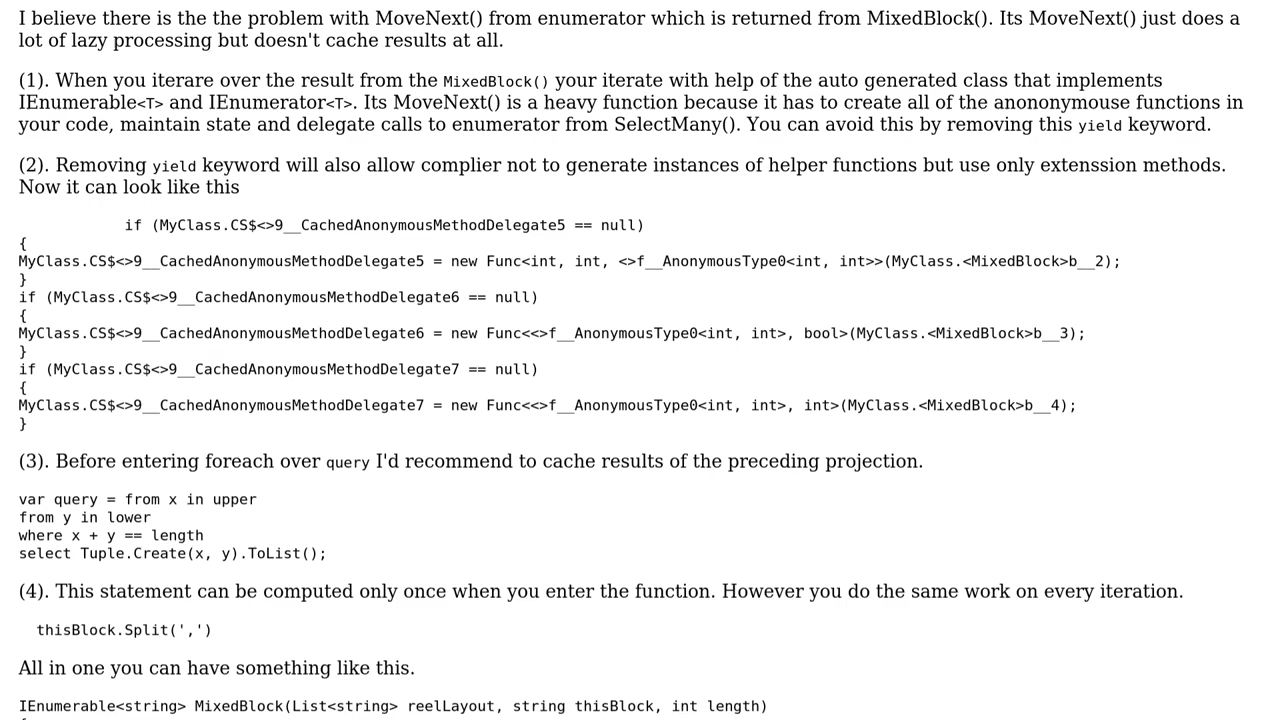 I believe there is the the problem with MoveNext() from enumerator which is returned from MixedBlock(). Its MoveNext() just does a
lot of lazy processing but doesn't cache results at all.
(1). When you iterare over the result from the MixedBlock() your iterate with help of the auto generated class that implements
IEnumerable<T> and IEnumerator<T>. Its MoveNext() is a heavy function because it has to create all of the anononymouse functions in
your code, maintain state and delegate calls to enumerator from SelectMany(). You can avoid this by removing this yield keyword.
(2). Removing yield keyword will also allow complier not to generate instances of helper functions but use only extenssion methods.
Now it can look like this
if (MyClass.CS$<>9__CachedAnonymousMethodDelegate5 == null)
{
MyClass.CS$<>9__CachedAnonymousMethodDelegate5 = new Func<int, int, <>f__AnonymousType0<int, int>>(MyClass.<MixedBlock>b__2);
}
if (MyClass.CS$<>9__CachedAnonymousMethodDelegate6 == null)
{
MyClass.CS$<>9__CachedAnonymousMethodDelegate6 = new Func<<>f__AnonymousType0<int, int>, bool>(MyClass.<MixedBlock>b__3);
}
if (MyClass.CS$<>9__CachedAnonymousMethodDelegate7 == null)
{
MyClass.CS$<>9__CachedAnonymousMethodDelegate7 = new Func<<>f__AnonymousType0<int, int>, int>(MyClass.<MixedBlock>b__4);
}
(3). Before entering foreach over query I'd recommend to cache results of the preceding projection.
var query = from x in upper
from y in lower
where x + y == length
select Tuple.Create(x, y).ToList();
(4). This statement can be computed only once when you enter the function. However you do the same work on every iteration.
thisBlock.Split(',')
All in one you can have something like this.
IEnumerable<string> MixedBlock(List<string> reelLayout, string thisBlock, int length)